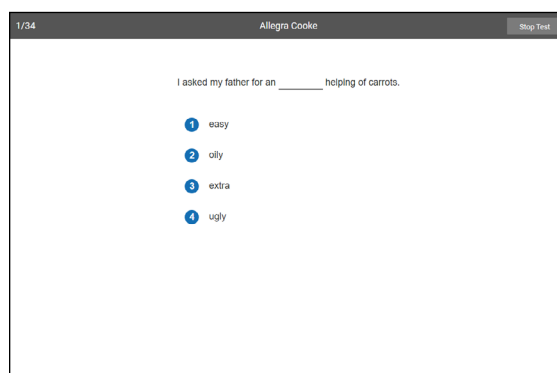 1/34 Allegra Cooke Stop Test
I asked my father for an ________ helping of carrots.
1 easy
2 oily
3 extra
4 ugly